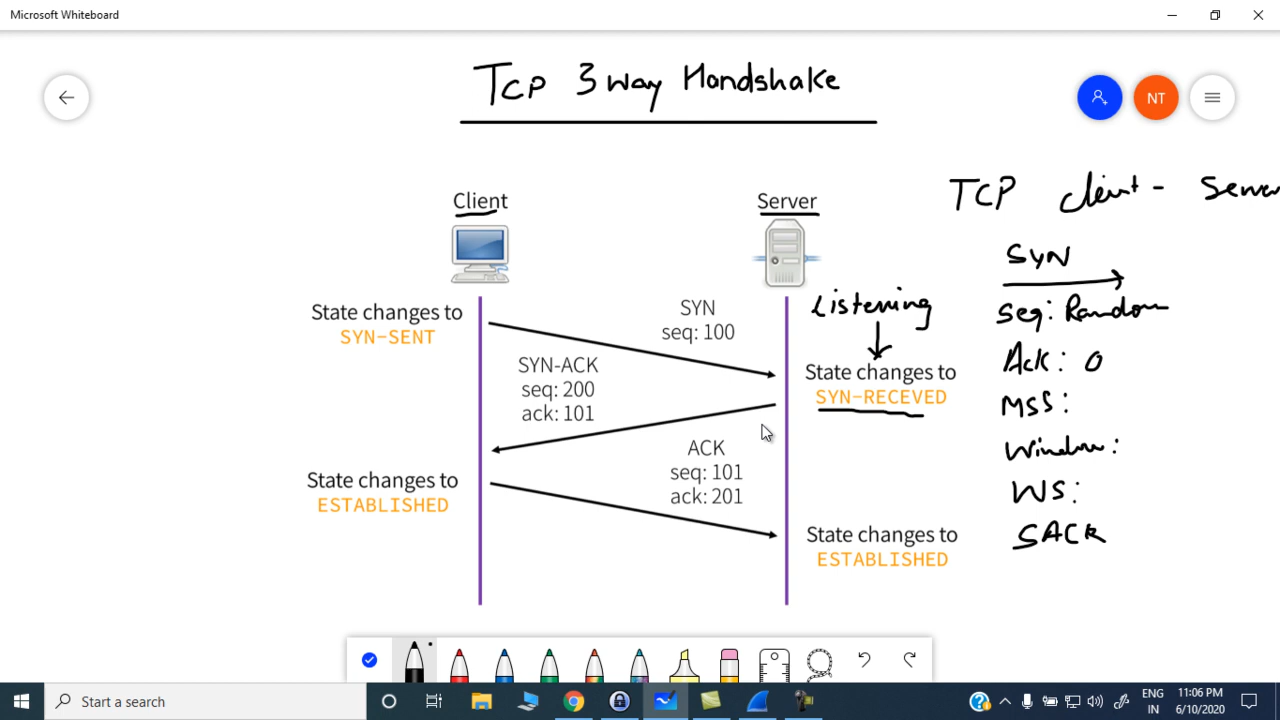 Microsoft Whiteboard
TCP 3 way Handshake
NT
Client
Server
TCP Client - Server
State changes to
SYN-SENT
SYN
seq: 100
Listening
SYN
Seq: Random
SYN-ACK
seq: 200
ack: 101
State changes to
SYN-RECEVED
Ack: 0
MSS:
Window:
WS:
SACK
ACK
seq: 101
ack: 201
State changes to
ESTABLISHED
State changes to
ESTABLISHED
Start a search
ENG
IN
11:06 PM
6/10/2020